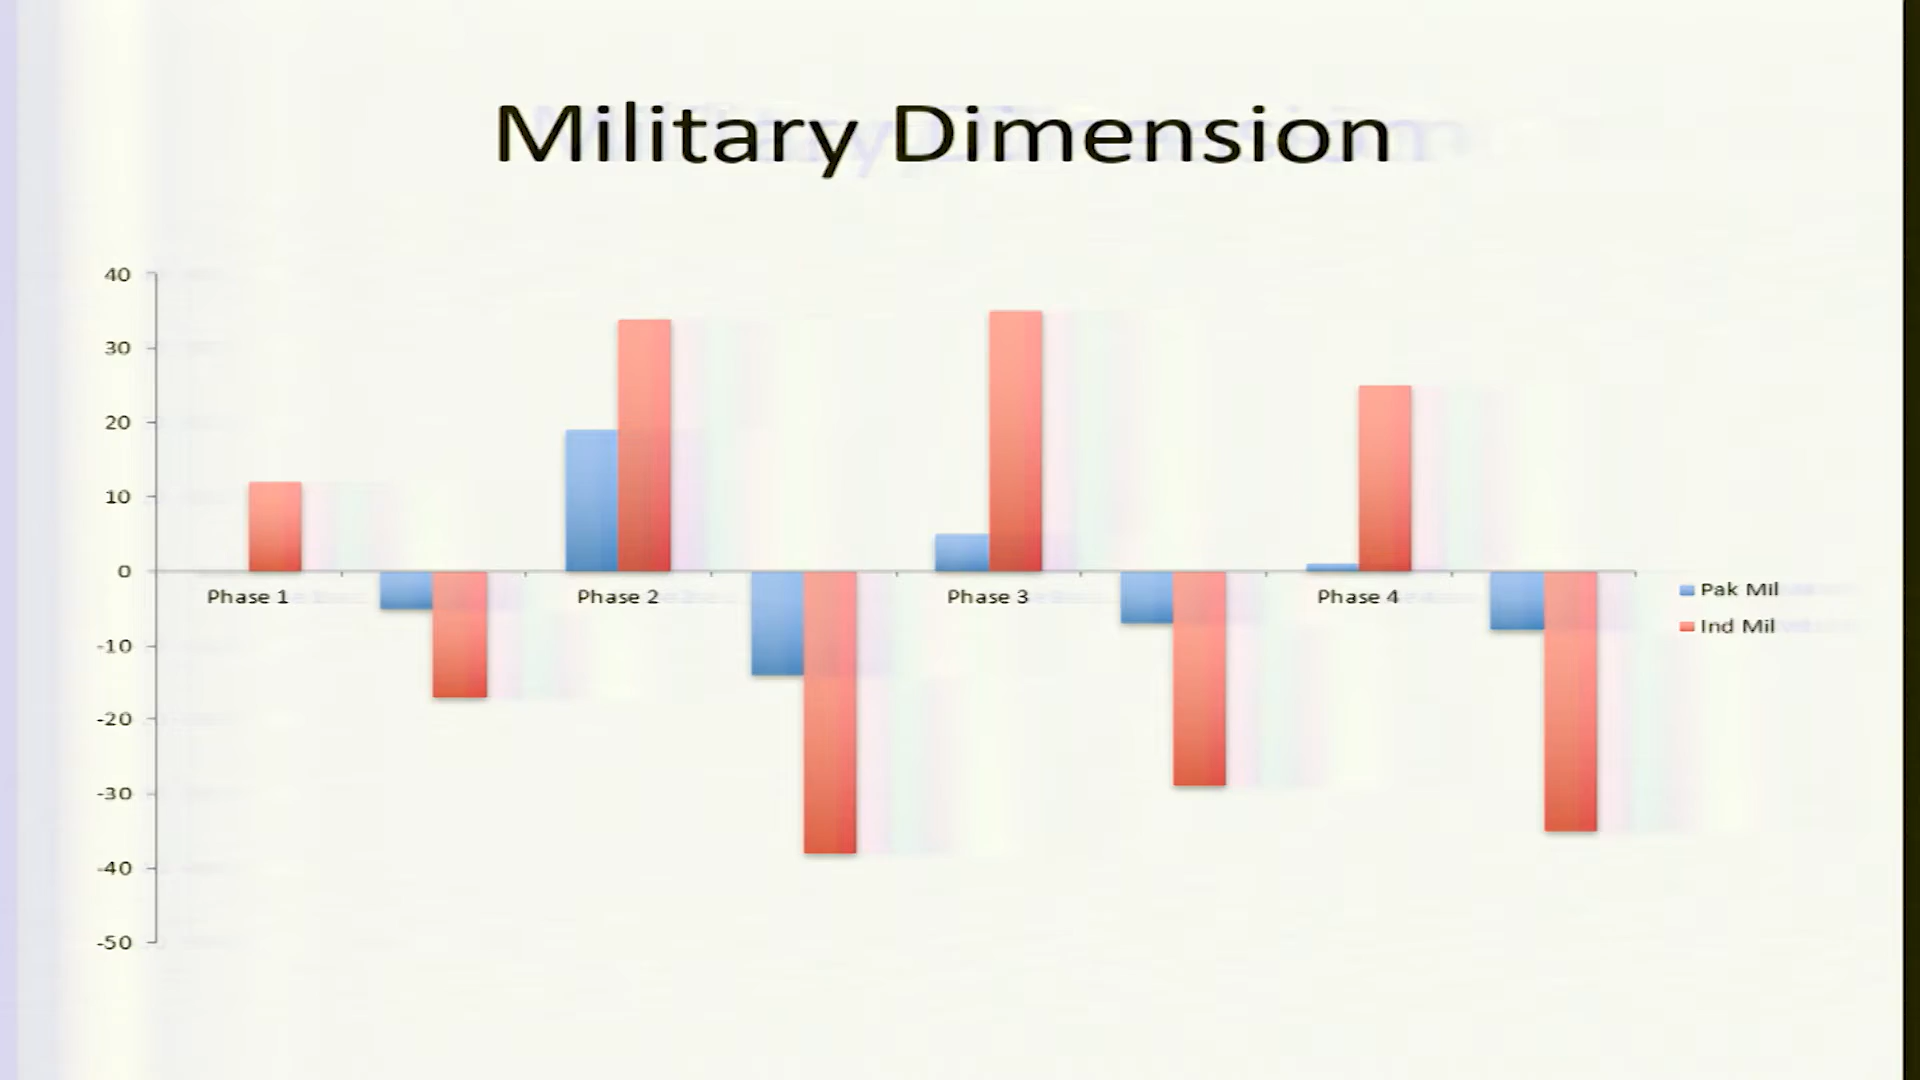 Military Dimension
40
30
20
10
0
-10
-20
-30
-40
-50
Phase 1
Phase 2
Phase 3
Phase 4
Pak Mil
Ind Mil